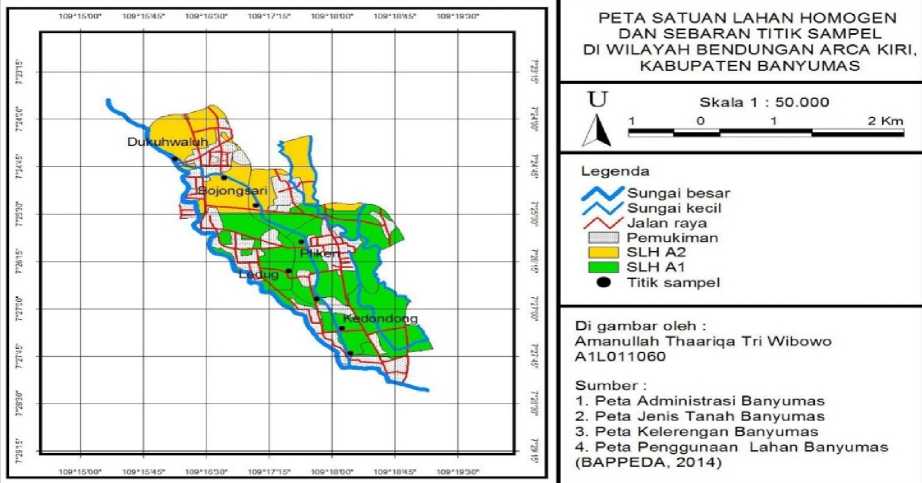 109°15'00" 109°15'45" 109°16'30" 109°17'15" 109°18'00" 109°18'45" 109°19'30"
7°23'15" 7°23'15"
7°24'00" 7°24'00"
7°24'45" 7°24'45"
7°25'30" 7°25'30"
7°26'15" 7°26'15"
7°27'00" 7°27'00"
7°27'45" 7°27'45"
7°28'30" 7°28'30"
7°29'15" 7°29'15"
Dukuhwaluh
Bojongsari
Pliken
Ledug
Kedondong
109°15'00" 109°15'45" 109°16'30" 109°17'15" 109°18'00" 109°18'45" 109°19'30"
PETA SATUAN LAHAN HOMOGEN
DAN SEBARAN TITIK SAMPEL
DI WILAYAH BENDUNGAN ARCA KIRI,
KABUPATEN BANYUMAS
U
Skala 1 : 50.000
1 0 1 2 Km
Legenda
Sungai besar
Sungai kecil
Jalan raya
Pemukiman
SLH A2
SLH A1
Titik sampel
Di gambar oleh :
Amanullah Thaariqa Tri Wibowo
A1L011060
Sumber :
1. Peta Administrasi Banyumas
2. Peta Jenis Tanah Banyumas
3. Peta Kelerengan Banyumas
4. Peta Penggunaan Lahan Banyumas
(BAPPEDA, 2014)